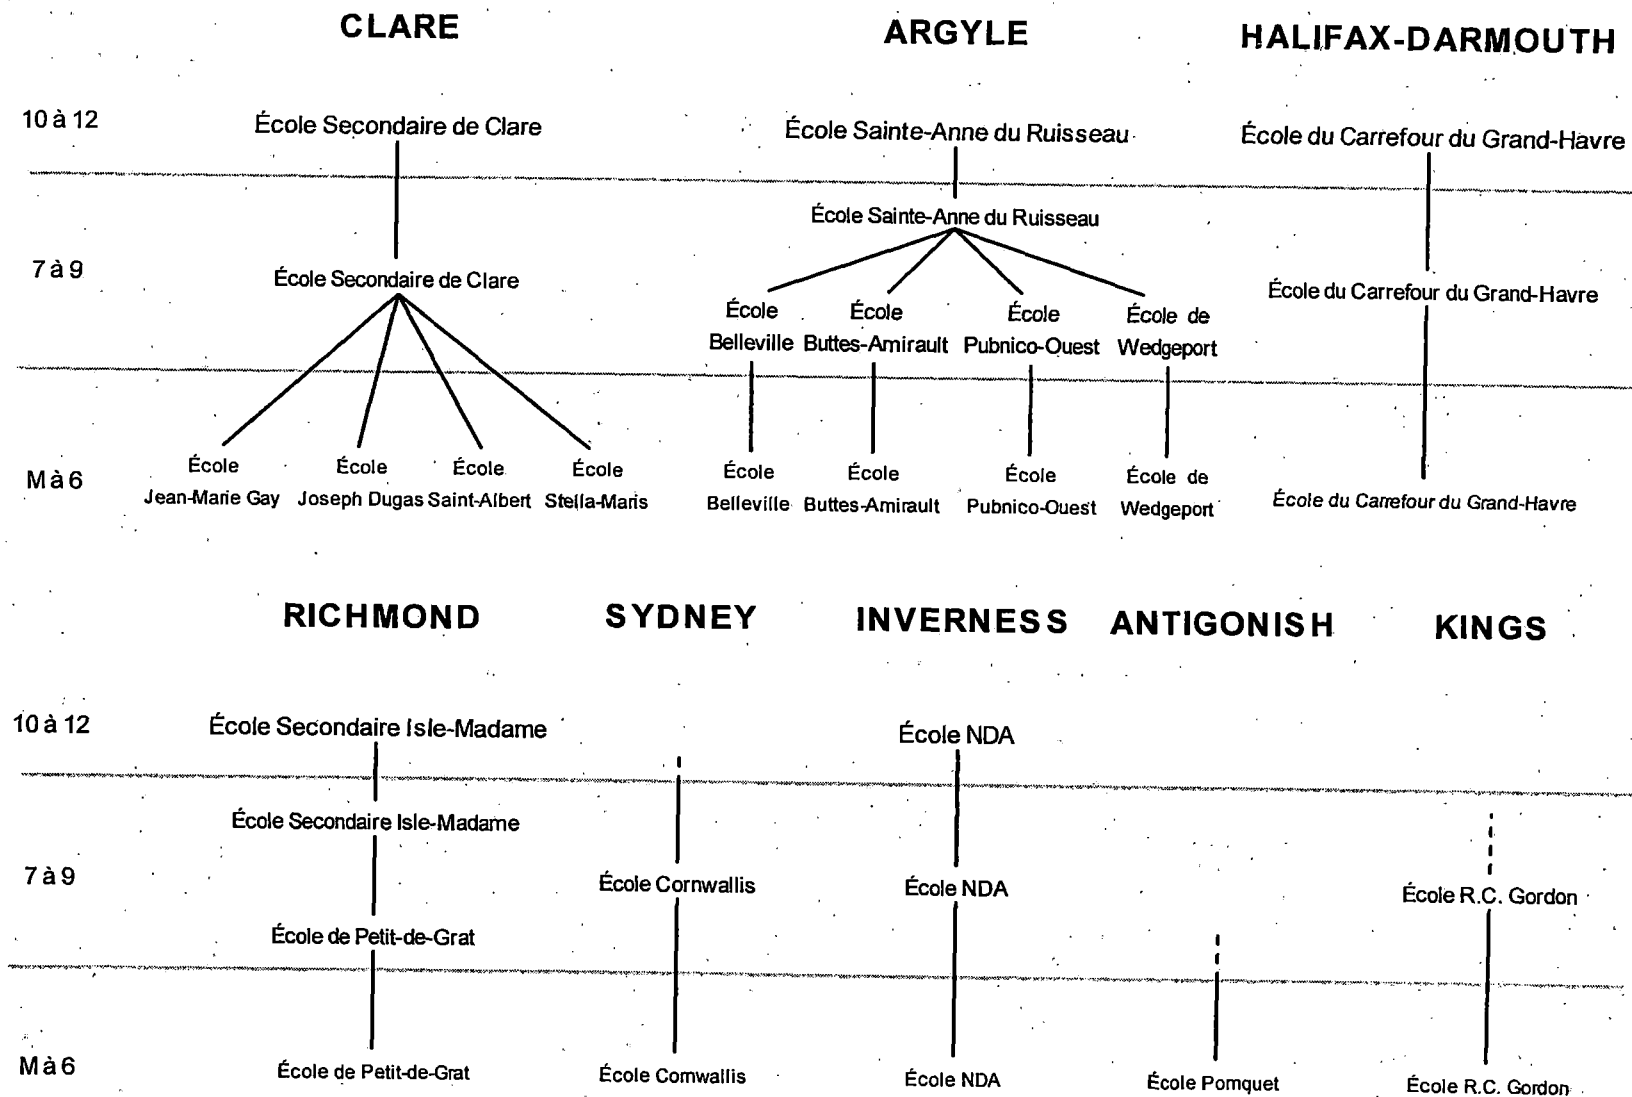 CLARE ARGYLE HALIFAX-DARMOUTH
10 à 12 École Secondaire de Clare École Sainte-Anne du Ruisseau École du Carrefour du Grand-Havre
École Sainte-Anne du Ruisseau
7 à 9 École Secondaire de Clare École du Carrefour du Grand-Havre
École École École École de
Belleville Buttes-Amirault Pubnico-Ouest Wedgeport
M à 6 École École École École École École École École de
Jean-Marie Gay Joseph Dugas Saint-Albert Stella-Maris Belleville Buttes-Amirault Pubnico-Ouest Wedgeport École du Carrefour du Grand-Havre
RICHMOND SYDNEY INVERNESS ANTIGONISH KINGS
10 à 12 École Secondaire Isle-Madame École NDA
École Secondaire Isle-Madame
7 à 9 École Cornwallis École NDA École R.C. Gordon
École de Petit-de-Grat
M à 6 École de Petit-de-Grat École Cornwallis École NDA École Pomquet École R.C. Gordon